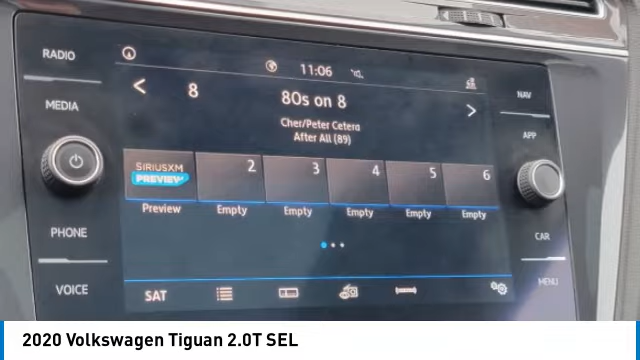 RADIO
MEDIA
PHONE
VOICE
11:06
8
80s on 8
Cher/Peter Cetera
After All (89)
SIRIUSXM
PREVIEW
2
3
4
5
6
Preview
Empty
Empty
Empty
Empty
Empty
SAT
NAV
APP
CAR
MENU
2020 Volkswagen Tiguan 2.0T SEL